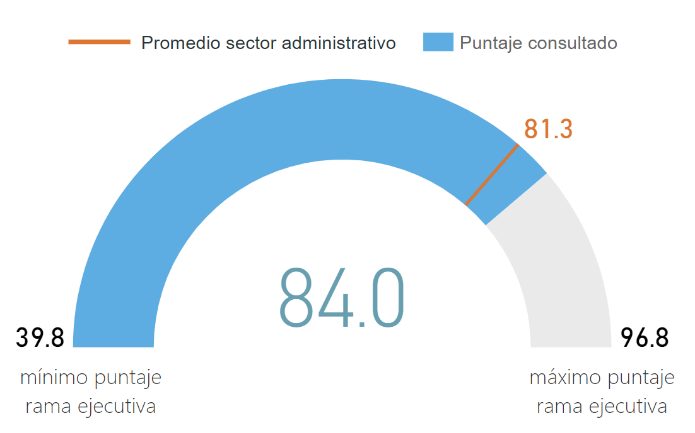 Promedio sector administrativo
Puntaje consultado
81.3
84.0
39.8
96.8
mínimo puntaje
rama ejecutiva
máximo puntaje
rama ejecutiva